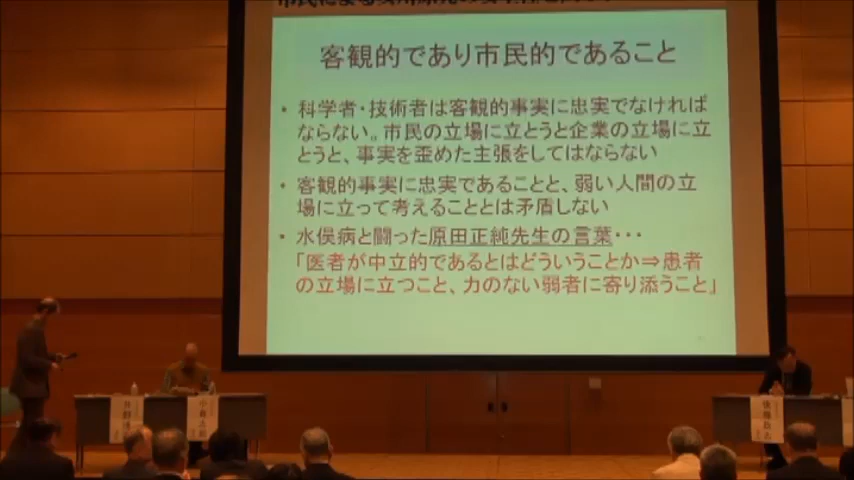 客観的であり市民的であること
・ 科学者・技術者は客観的事実に忠実でなければ
ならない。市民の立場に立とうと企業の立場に立
とうと、事実を歪めた主張をしてはならない
・ 客観的事実に忠実であることと、弱い人間の立
場に立って考えることとは矛盾しない
・ 水俣病と闘った原田正純先生の言葉・・・
「医者が中立的であるとはどういうことか⇒患者
の立場に立つこと、力のない弱者に寄り添うこと」